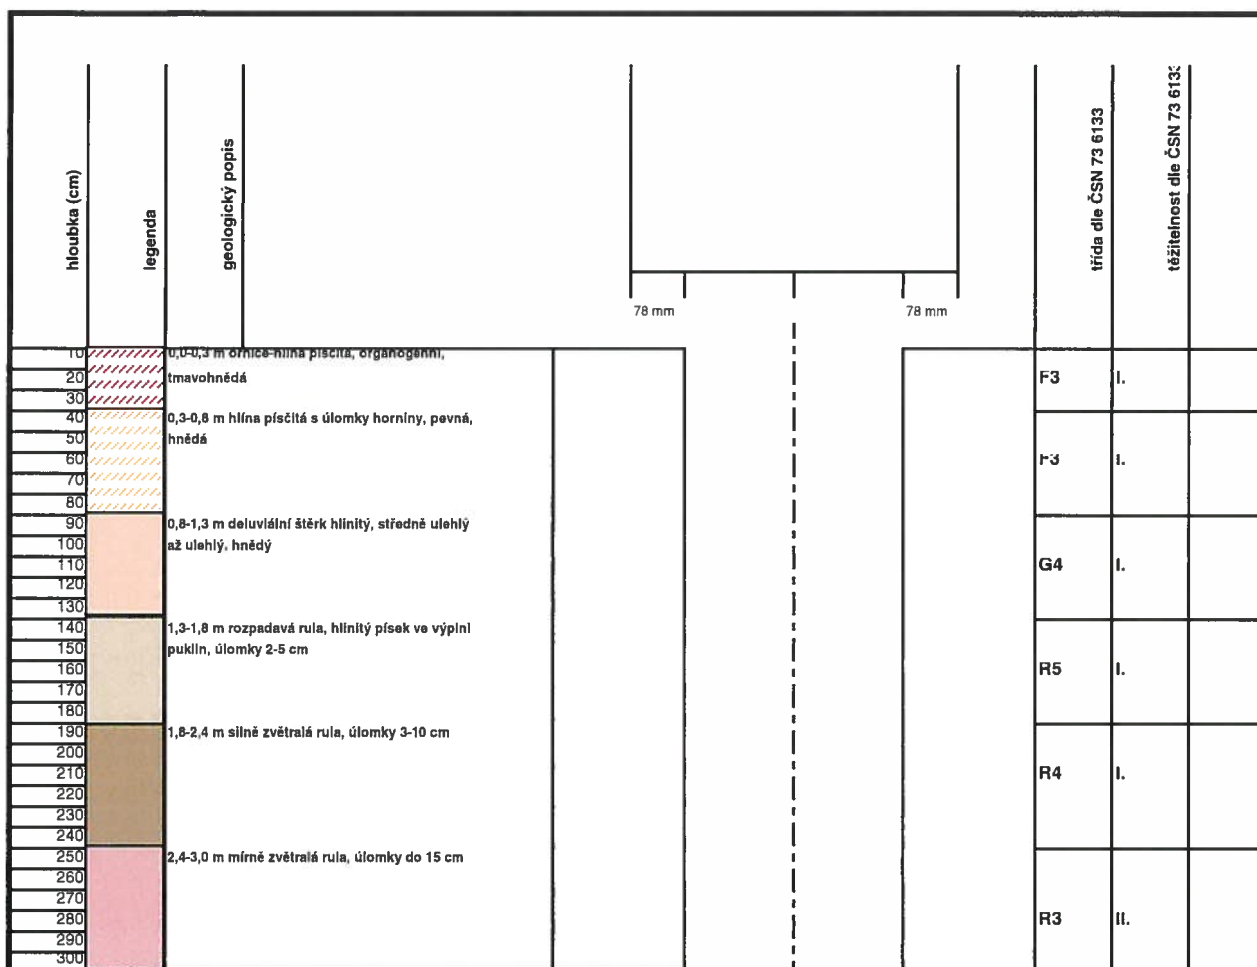 hloubka (cm)
legenda
geologický popis
třída dle ČSN 73 6133
těžitelnost dle ČSN 73 6133
78 mm
78 mm
10
0,0-0,3 m ornice-hlína písčitá, organogenní,
20
tmavohnědá
F3
I.
30
40
0,3-0,8 m hlína písčitá s úlomky horniny, pevná,
50
hnědá
60
F3
I.
70
80
90
0,8-1,3 m deluviální štěrk hlinitý, středně ulehlý
100
až ulehlý, hnědý
110
G4
I.
120
130
140
1,3-1,8 m rozpadavá rula, hlinitý písek ve výplni
150
puklin, úlomky 2-5 cm
160
R5
I.
170
180
190
1,8-2,4 m silně zvětralá rula, úlomky 3-10 cm
200
210
R4
I.
220
230
240
250
2,4-3,0 m mírně zvětralá rula, úlomky do 15 cm
260
270
280
R3
II.
290
300